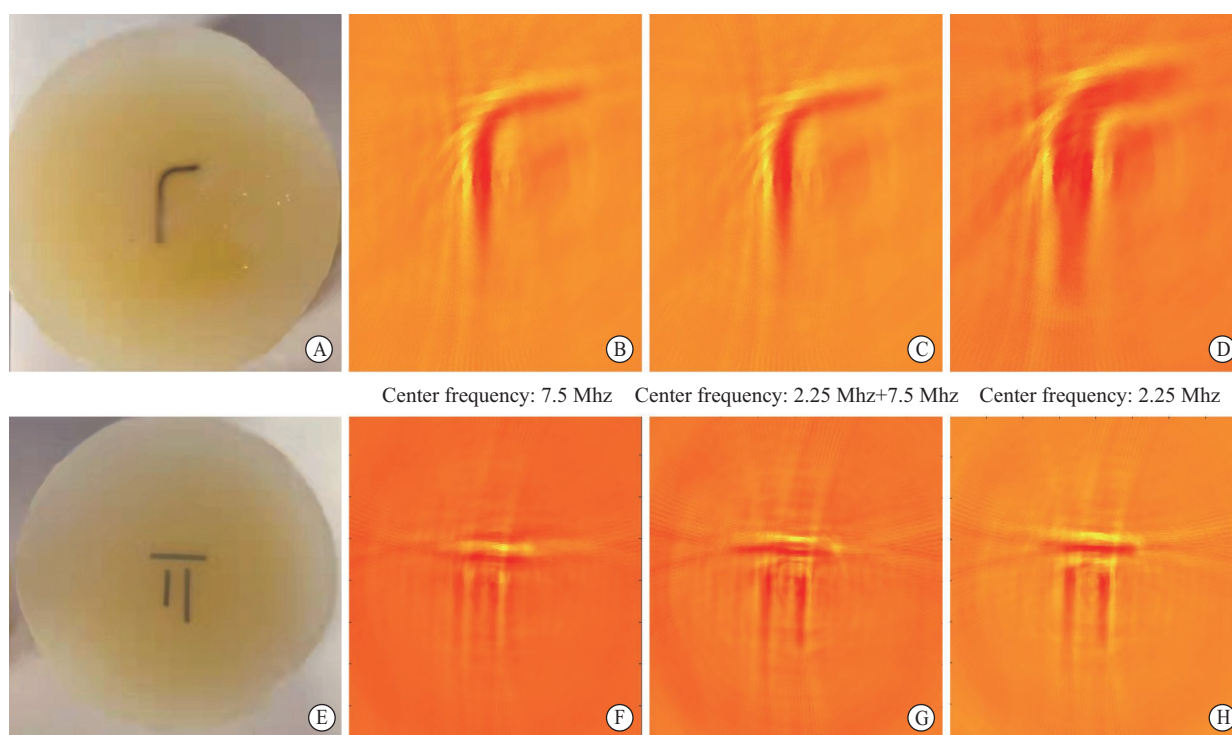 A B C D
Center frequency: 7.5 Mhz Center frequency: 2.25 Mhz+7.5 Mhz Center frequency: 2.25 Mhz
E F G H